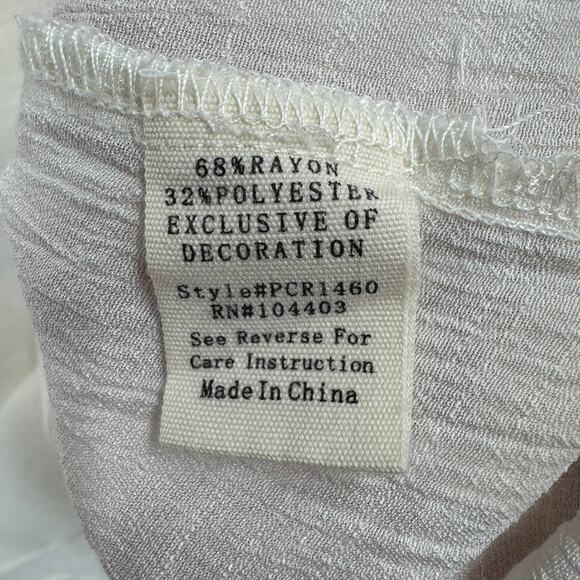 68%RAYON
32%POLYESTER
EXCLUSIVE OF
DECORATION
Style#PCR1460
RN#104403
See Reverse For
Care Instruction
Made In China